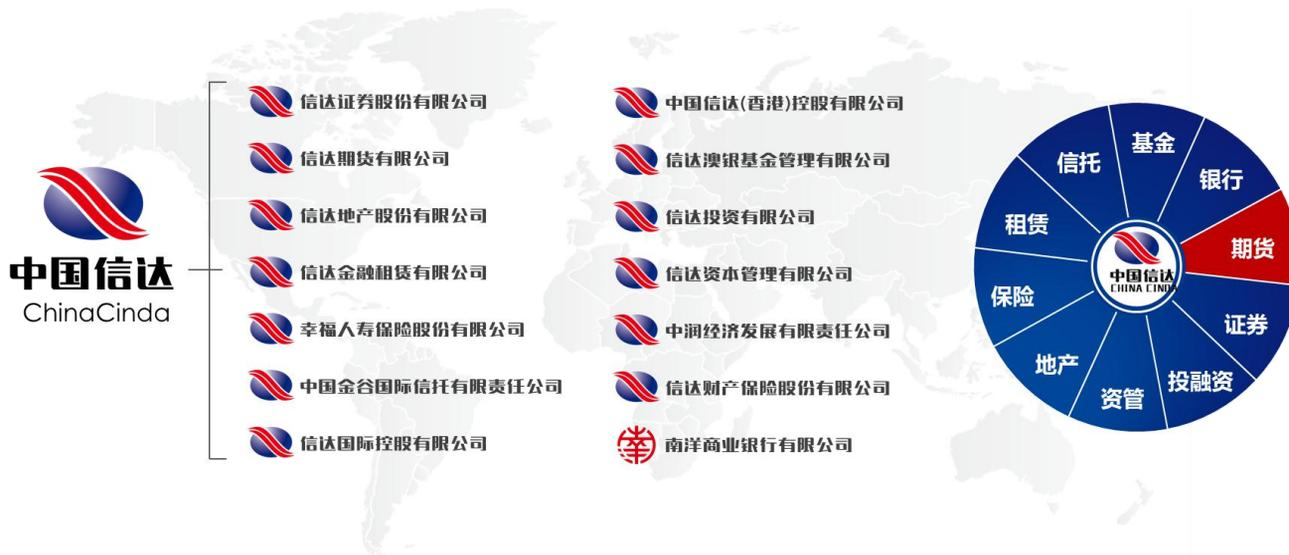 中国信达
ChinaCinda
信达证券股份有限公司
信达期货有限公司
信达地产股份有限公司
信达金融租赁有限公司
幸福人寿保险股份有限公司
中国金谷国际信托有限责任公司
信达国际控股有限公司
中国信达(香港)控股有限公司
信达澳银基金管理有限公司
信达投资有限公司
信达资本管理有限公司
中润经济发展有限责任公司
信达财产保险股份有限公司
南洋商业银行有限公司
基金
银行
期货
证券
投融资
资管
地产
保险
租赁
信托
中国信达
CHINA CINDA